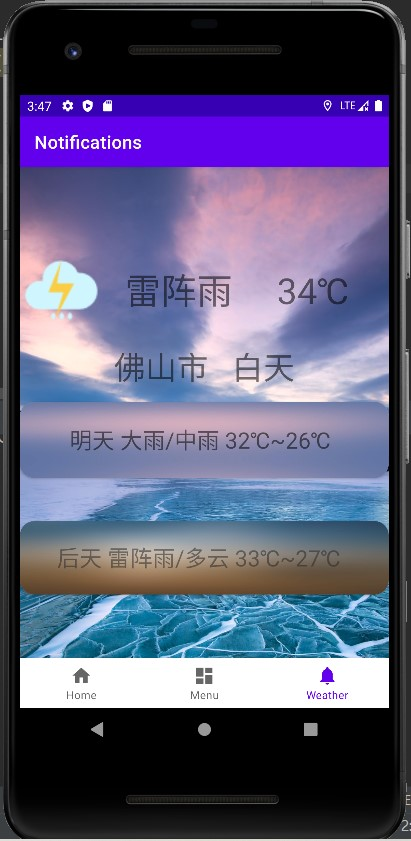 3:47 LTE
Notifications
雷阵雨 34℃
佛山市 白天
明天 大雨/中雨 32℃~26℃
后天 雷阵雨/多云 33℃~27℃
Home Menu Weather